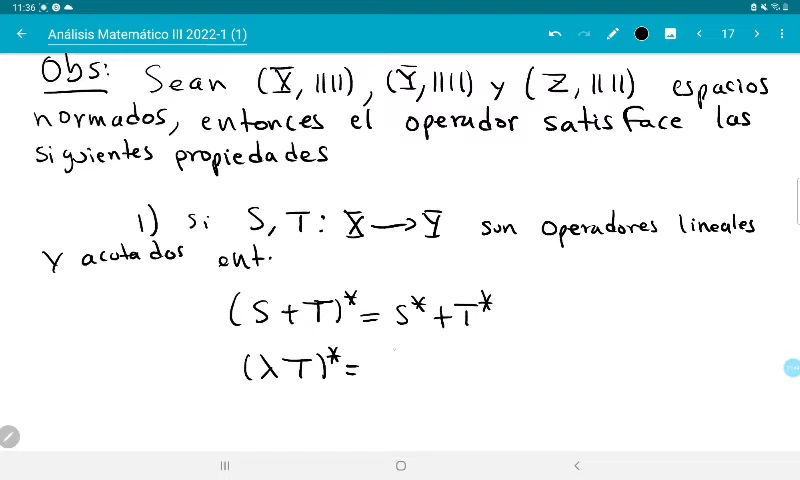 11:36
Análisis Matemático III 2022-1 (1)
17
Obs: Sean (X, ||||), (Y, ||||) y (Z, ||||) espacios
normados, entonces el operador satisface las
siguientes propiedades
1) si S, T: X → Y son operadores lineales
y acotados ent.
(S + T)* = S* + T*
(λT)* =